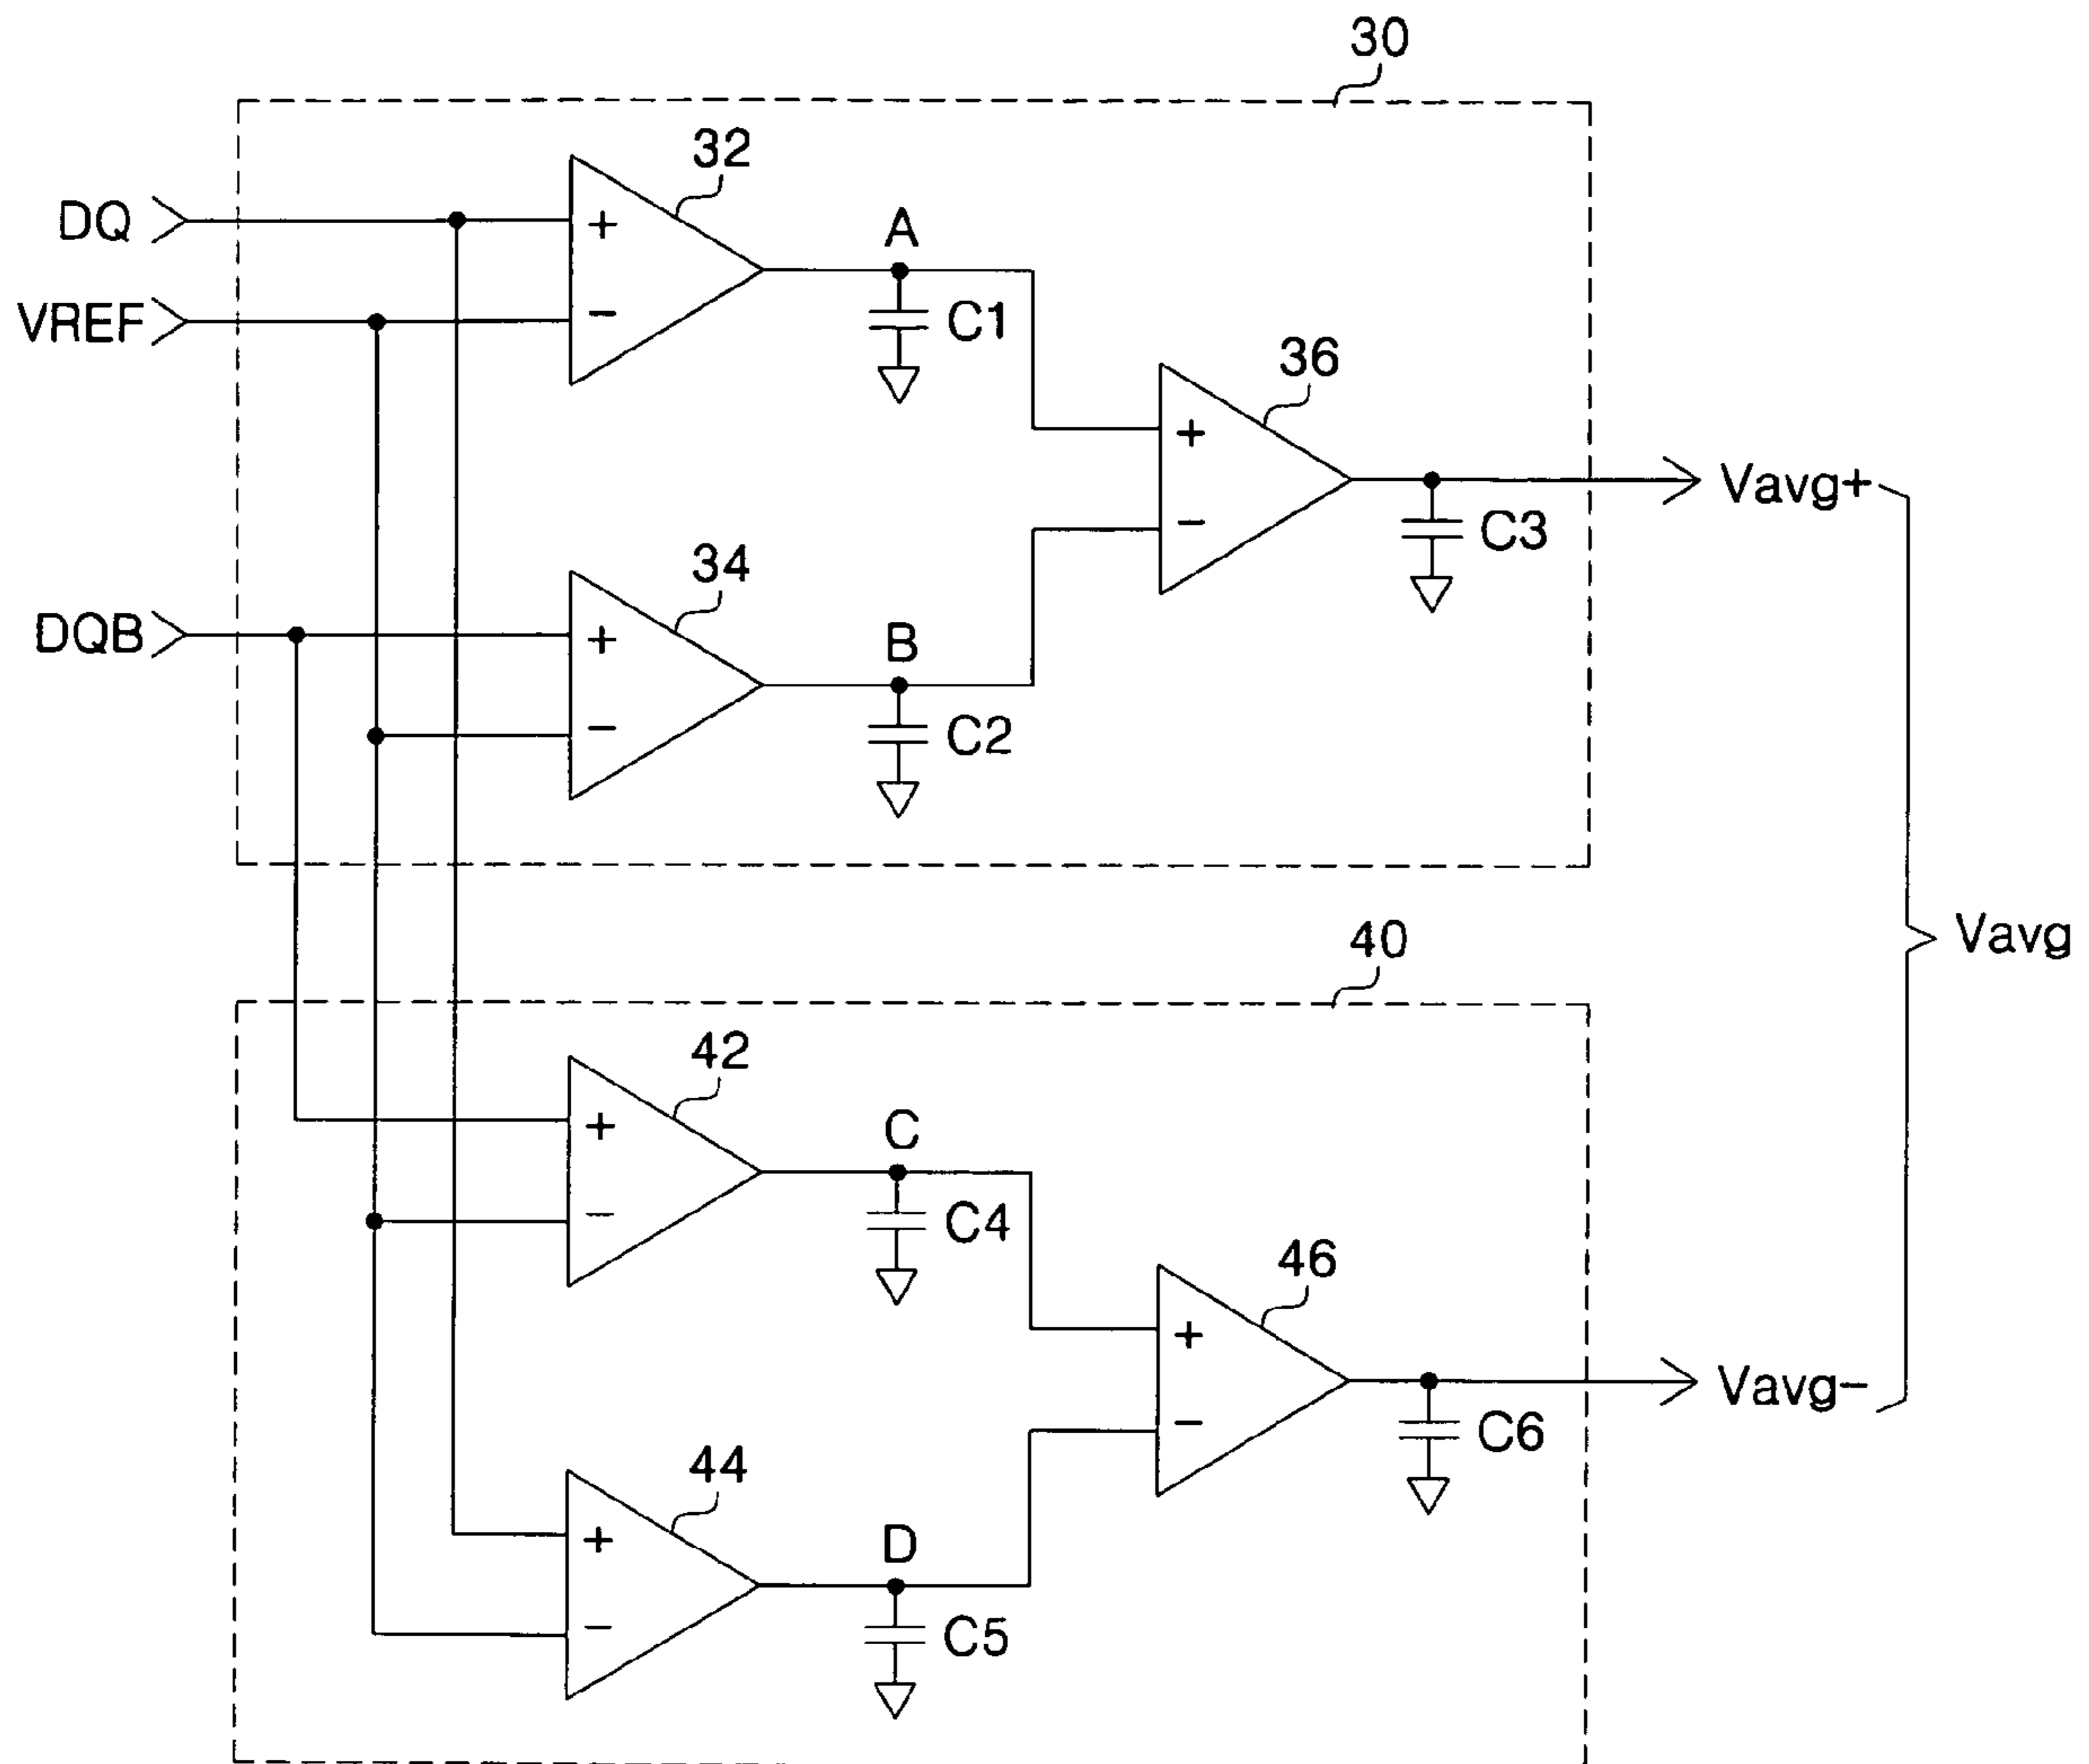 30
32
DQ
+
A
VREF
−
C1
36
+
Vavg+
−
C3
34
DQB
+
B
−
C2
Vavg
40
42
+
C
−
C4
46
+
Vavg−
−
C6
44
+
D
−
C5